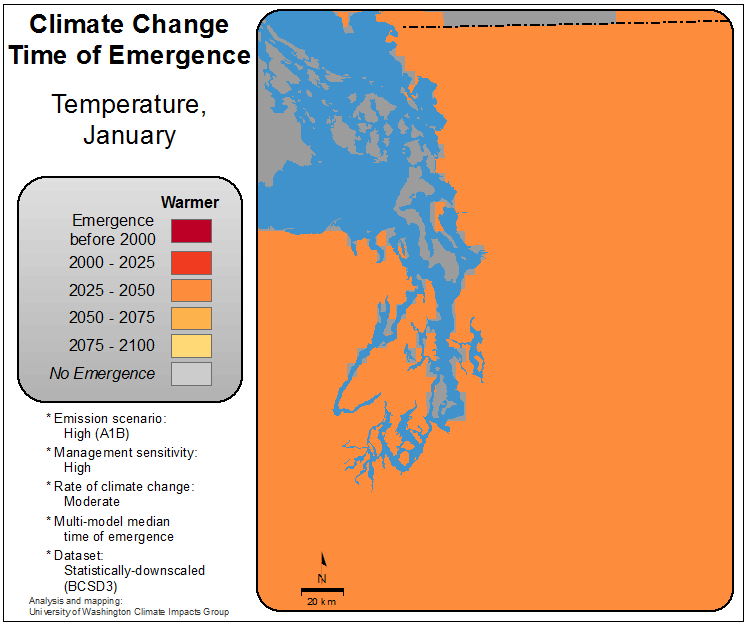 Climate Change
Time of Emergence
Temperature,
January
Warmer
Emergence
before 2000
2000 - 2025
2025 - 2050
2050 - 2075
2075 - 2100
No Emergence
* Emission scenario:
High (A1B)
* Management sensitivity:
High
* Rate of climate change:
Moderate
* Multi-model median
time of emergence
* Dataset:
Statistically-downscaled
(BCSD3)
Analysis and mapping:
University of Washington Climate Impacts Group
N
20 km